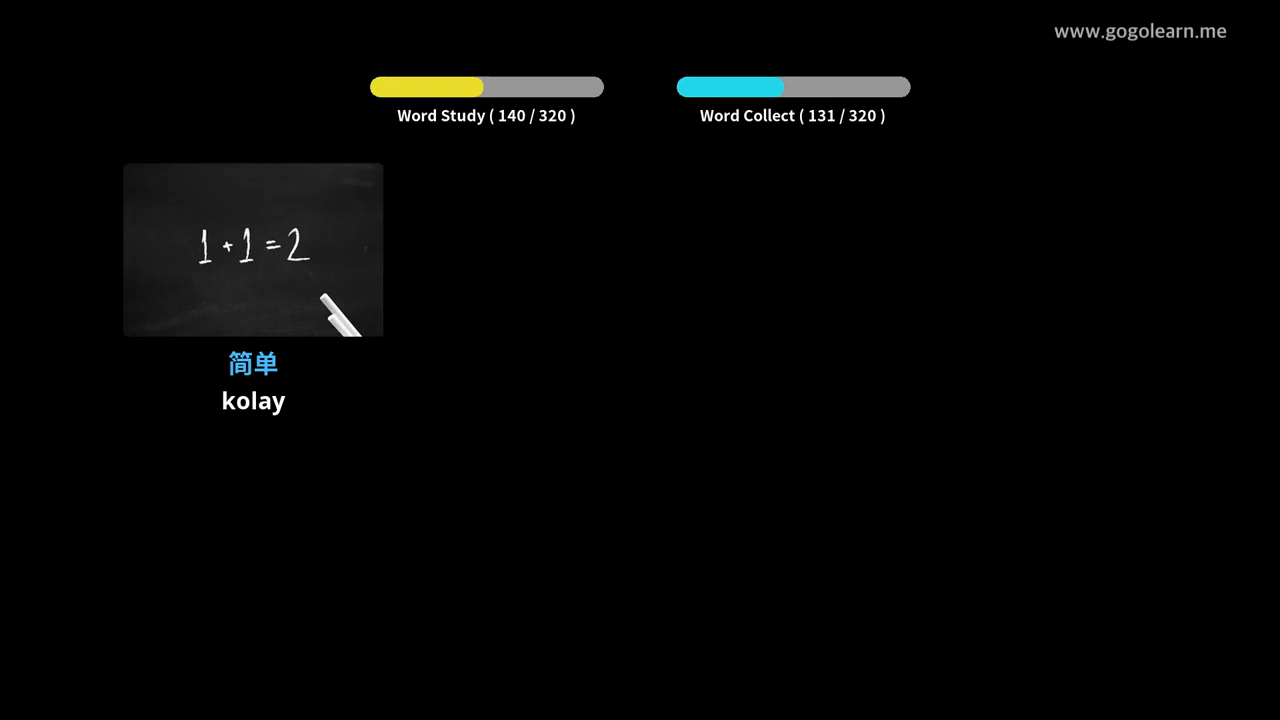 www.gogolearn.me
Word Study ( 140 / 320 )
Word Collect ( 131 / 320 )
1 + 1 = 2
简单
kolay